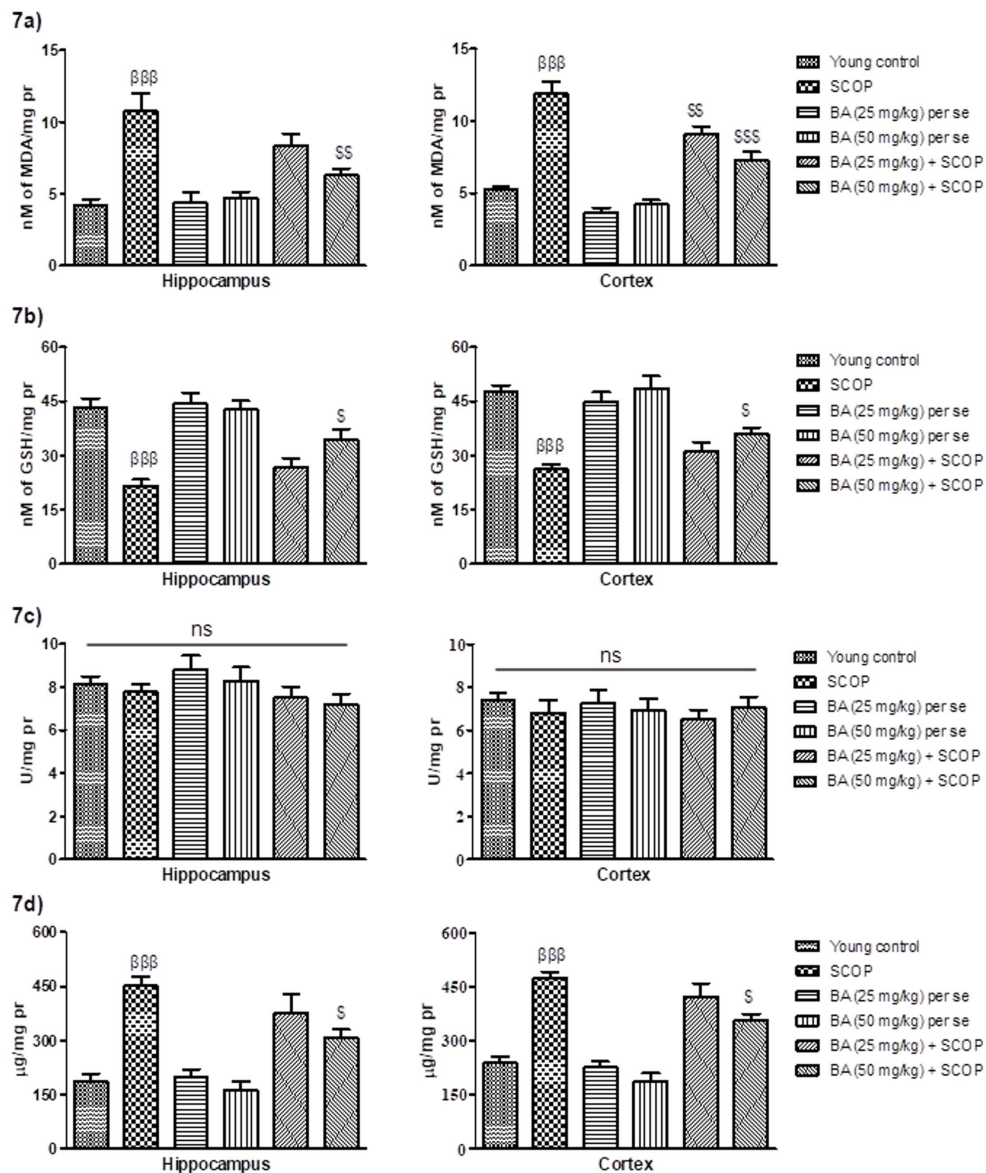 7a)
nM of MDA/mg pr
15
10
5
0
βββ
$$
Hippocampus
nM of MDA/mg pr
15
10
5
0
βββ
$$
$$$
Cortex
Young control
SCOP
BA (25 mg/kg) per se
BA (50 mg/kg) per se
BA (25 mg/kg) + SCOP
BA (50 mg/kg) + SCOP
7b)
nM of GSH/mg pr
60
45
30
15
0
βββ
$
Hippocampus
nM of GSH/mg pr
60
45
30
15
0
βββ
$
Cortex
Young control
SCOP
BA (25 mg/kg) per se
BA (50 mg/kg) per se
BA (25 mg/kg) + SCOP
BA (50 mg/kg) + SCOP
7c)
U/mg pr
10
8
6
4
2
0
ns
Hippocampus
U/mg pr
10
8
6
4
2
0
ns
Cortex
Young control
SCOP
BA (25 mg/kg) per se
BA (50 mg/kg) per se
BA (25 mg/kg) + SCOP
BA (50 mg/kg) + SCOP
7d)
µg/mg pr
600
450
300
150
0
βββ
$
Hippocampus
µg/mg pr
600
450
300
150
0
βββ
$
Cortex
Young control
SCOP
BA (25 mg/kg) per se
BA (50 mg/kg) per se
BA (25 mg/kg) + SCOP
BA (50 mg/kg) + SCOP